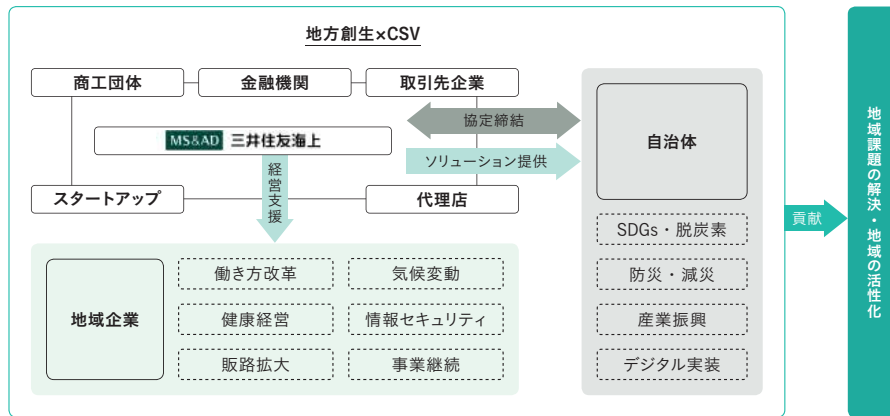 地方創生×CSV
商工団体
金融機関
取引先企業
MS&AD 三井住友海上
スタートアップ
代理店
経営支援
協定締結
ソリューション提供
自治体
SDGs・脱炭素
防災・減災
産業振興
デジタル実装
地域企業
働き方改革
気候変動
健康経営
情報セキュリティ
販路拡大
事業継続
貢献
地域課題の解決・地域の活性化